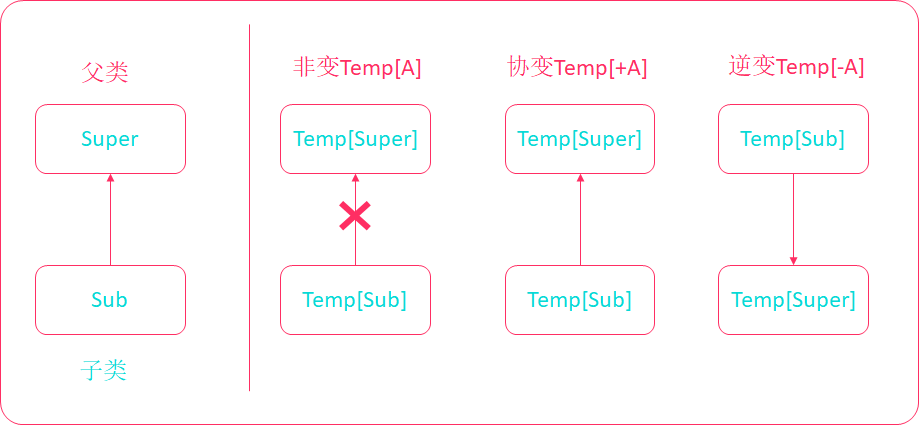 父类
Super
Sub
子类
非变Temp[A]
Temp[Super]
Temp[Sub]
协变Temp[+A]
Temp[Super]
Temp[Sub]
逆变Temp[-A]
Temp[Sub]
Temp[Super]